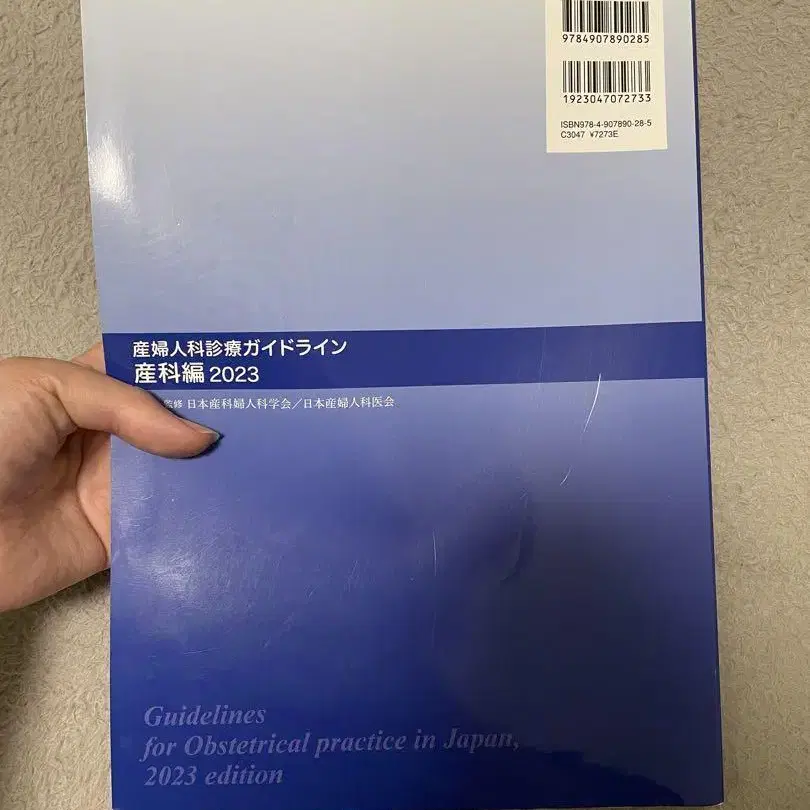 9784907890285
1923047072733
ISBN978-4-907890-28-5
C3047 ¥7273E
産婦人科診療ガイドライン
産科編 2023
監修 日本産科婦人科学会／日本産婦人科医会
Guidelines
for Obstetrical practice in Japan,
2023 edition